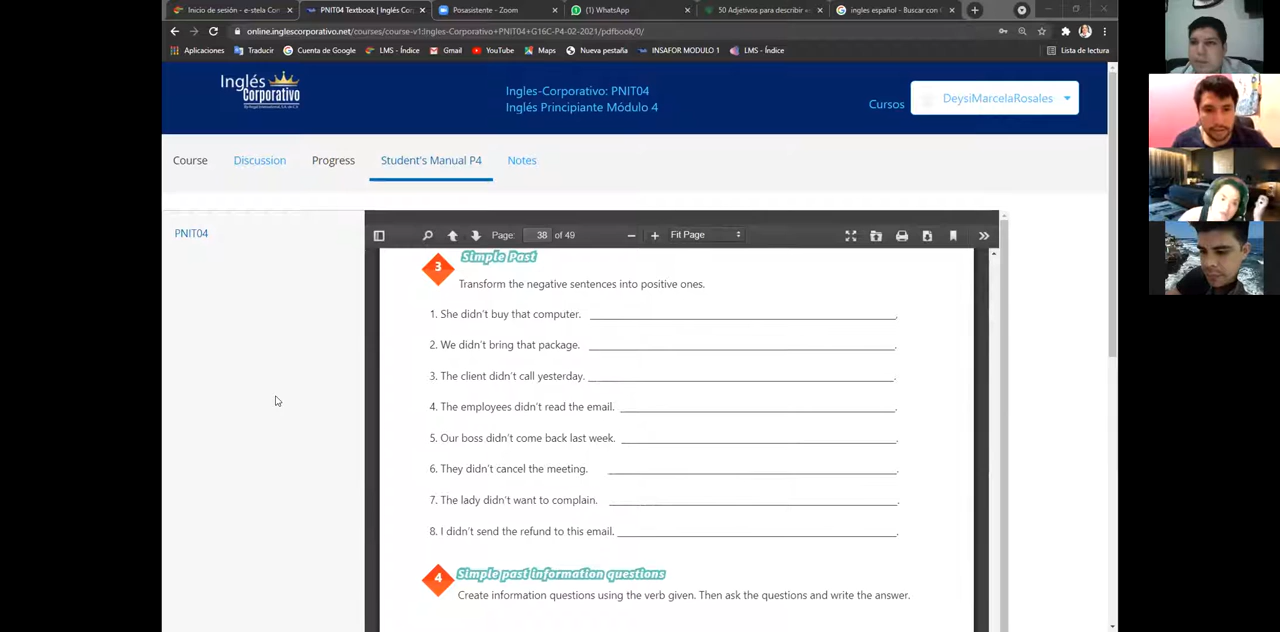 Inicio de sesión - e-stela Con
PNIT04 Textbook | Inglés Cor
Posasistente - Zoom
(1) WhatsApp
50 Adjetivos para describir e
ingles español - Buscar con
online.inglescorporativo.net/courses/course-v1:Ingles-Corporativo+PNIT04+G16C-P4-02-2021/pdfbook/0/
Aplicaciones
Traducir
Cuenta de Google
LMS - Índice
Gmail
YouTube
Maps
Nueva pestaña
INSAFOR MODULO 1
LMS - Índice
Lista de lectura
Inglés
Corporativo
Ingles-Corporativo: PNIT04
Inglés Principiante Módulo 4
Cursos
DeysiMarcelaRosales
Course
Discussion
Progress
Student's Manual P4
Notes
PNIT04
Page: 38 of 49
Fit Page
3 Simple Past
Transform the negative sentences into positive ones.
1. She didn't buy that computer. ____________________.
2. We didn't bring that package. ____________________.
3. The client didn't call yesterday. ____________________.
4. The employees didn't read the email. ____________________.
5. Our boss didn't come back last week. ____________________.
6. They didn't cancel the meeting. ____________________.
7. The lady didn't want to complain. ____________________.
8. I didn't send the refund to this email. ____________________.
4 Simple past information questions
Create information questions using the verb given. Then ask the questions and write the answer.